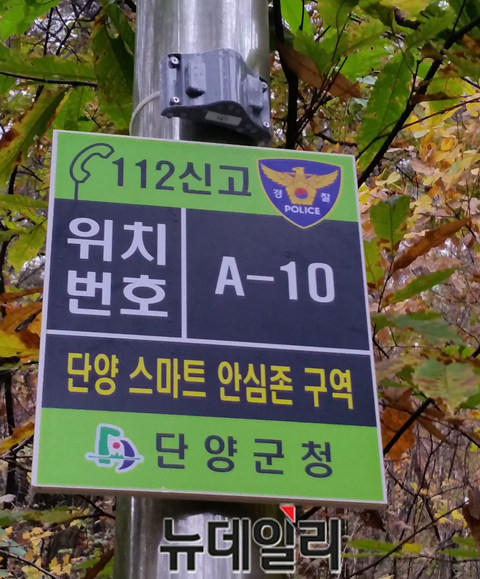 112신고
경찰
POLICE
위치
번호
A-10
단양 스마트 안심존 구역
단양군청
뉴데일리